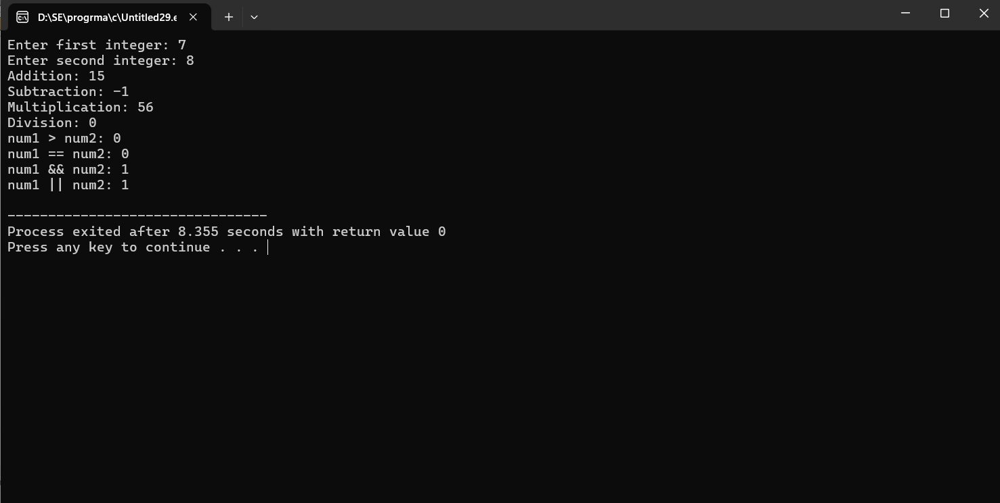 D:\SE\progrma\c\Untitled29.e
Enter first integer: 7
Enter second integer: 8
Addition: 15
Subtraction: -1
Multiplication: 56
Division: 0
num1 > num2: 0
num1 == num2: 0
num1 && num2: 1
num1 || num2: 1
--------------------------------
Process exited after 8.355 seconds with return value 0
Press any key to continue . . .